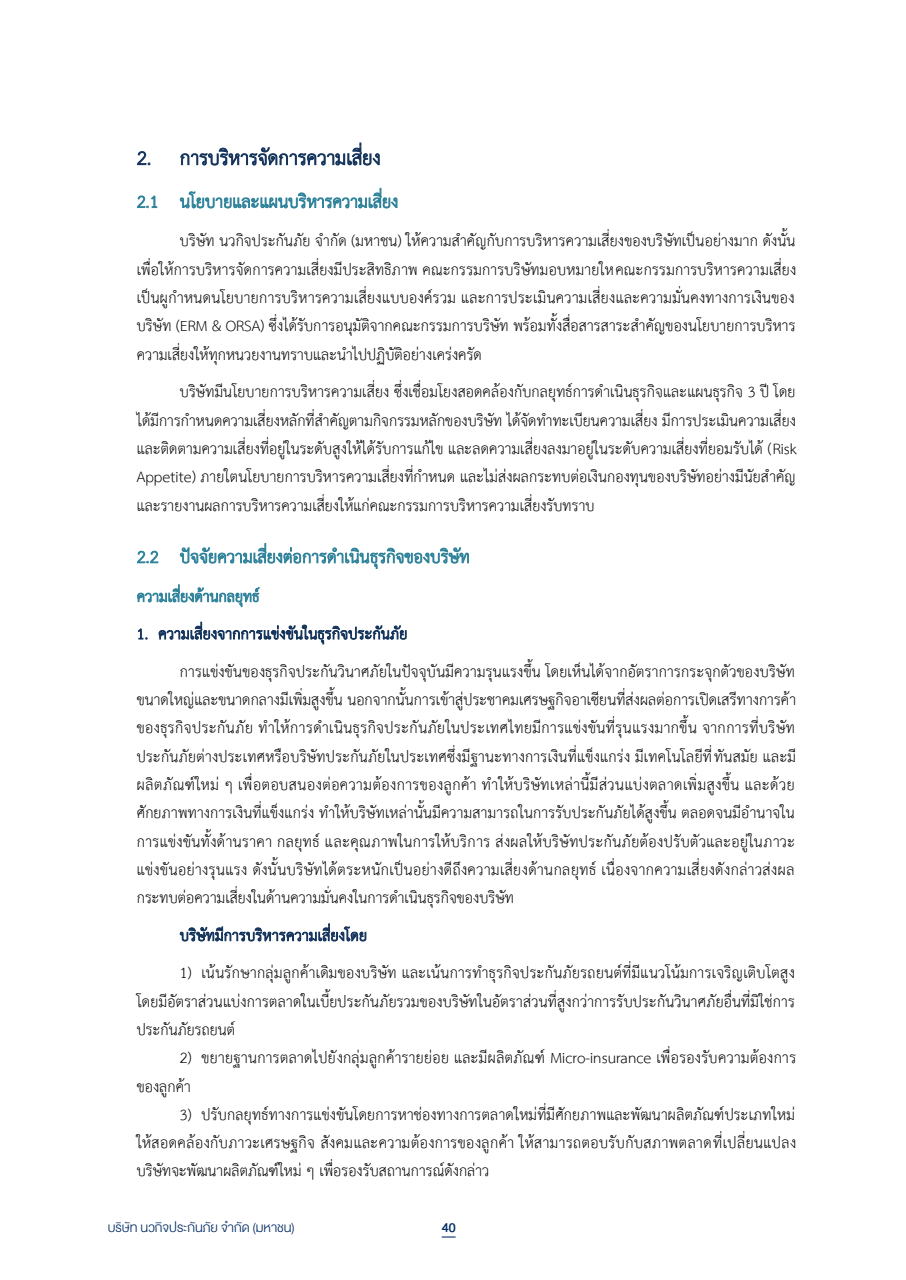 2. การบริหารจัดการความเสี่ยง
2.1 นโยบายและแผนบริหารความเสี่ยง
บริษัท นวกิจประกันภัย จำกัด (มหาชน) ให้ความสำคัญกับการบริหารความเสี่ยงของบริษัทเป็นอย่างมาก ดังนั้น
เพื่อให้การบริหารจัดการความเสี่ยงมีประสิทธิภาพ คณะกรรมการบริษัทมอบหมายใหคณะกรรมการบริหารความเสี่ยง
เป็นผูกำหนดนโยบายการบริหารความเสี่ยงแบบองค์รวม และการประเมินความเสี่ยงและความมั่นคงทางการเงินของ
บริษัท (ERM & ORSA) ซึ่งได้รับการอนุมัติจากคณะกรรมการบริษัท พร้อมทั้งสื่อสารสาระสำคัญของนโยบายการบริหาร
ความเสี่ยงให้ทุกหนวยงานทราบและนำไปปฏิบัติอย่างเคร่งครัด
บริษัทมีนโยบายการบริหารความเสี่ยง ซึ่งเชื่อมโยงสอดคล้องกับกลยุทธ์การดำเนินธุรกิจและแผนธุรกิจ 3 ปี โดย
ได้มีการกำหนดความเสี่ยงหลักที่สำคัญตามกิจกรรมหลักของบริษัท ได้จัดทำทะเบียนความเสี่ยง มีการประเมินความเสี่ยง
และติดตามความเสี่ยงที่อยู่ในระดับสูงให้ได้รับการแก้ไข และลดความเสี่ยงลงมาอยู่ในระดับความเสี่ยงที่ยอมรับได้ (Risk
Appetite) ภายใตนโยบายการบริหารความเสี่ยงที่กำหนด และไม่ส่งผลกระทบต่อเงินกองทุนของบริษัทอย่างมีนัยสำคัญ
และรายงานผลการบริหารความเสี่ยงให้แก่คณะกรรมการบริหารความเสี่ยงรับทราบ
2.2 ปัจจัยความเสี่ยงต่อการดำเนินธุรกิจของบริษัท
ความเสี่ยงด้านกลยุทธ์
1. ความเสี่ยงจากการแข่งขันในธุรกิจประกันภัย
การแข่งขันของธุรกิจประกันวินาศภัยในปัจจุบันมีความรุนแรงขึ้น โดยเห็นได้จากอัตราการกระจุกตัวของบริษัท
ขนาดใหญ่และขนาดกลางมีเพิ่มสูงขึ้น นอกจากนั้นการเข้าสู่ประชาคมเศรษฐกิจอาเซียนที่ส่งผลต่อการเปิดเสรีทางการค้า
ของธุรกิจประกันภัย ทำให้การดำเนินธุรกิจประกันภัยในประเทศไทยมีการแข่งขันที่รุนแรงมากขึ้น จากการที่บริษัท
ประกันภัยต่างประเทศหรือบริษัทประกันภัยในประเทศซึ่งมีฐานะทางการเงินที่แข็งแกร่ง มีเทคโนโลยีที่ทันสมัย และมี
ผลิตภัณฑ์ใหม่ ๆ เพื่อตอบสนองต่อความต้องการของลูกค้า ทำให้บริษัทเหล่านี้มีส่วนแบ่งตลาดเพิ่มสูงขึ้น และด้วย
ศักยภาพทางการเงินที่แข็งแกร่ง ทำให้บริษัทเหล่านั้นมีความสามารถในการรับประกันภัยได้สูงขึ้น ตลอดจนมีอำนาจใน
การแข่งขันทั้งด้านราคา กลยุทธ์ และคุณภาพในการให้บริการ ส่งผลให้บริษัทประกันภัยต้องปรับตัวและอยู่ในภาวะ
แข่งขันอย่างรุนแรง ดังนั้นบริษัทได้ตระหนักเป็นอย่างดีถึงความเสี่ยงด้านกลยุทธ์ เนื่องจากความเสี่ยงดังกล่าวส่งผล
กระทบต่อความเสี่ยงในด้านความมั่นคงในการดำเนินธุรกิจของบริษัท
บริษัทมีการบริหารความเสี่ยงโดย
1) เน้นรักษากลุ่มลูกค้าเดิมของบริษัท และเน้นการทำธุรกิจประกันภัยรถยนต์ที่มีแนวโน้มการเจริญเติบโตสูง
โดยมีอัตราส่วนแบ่งการตลาดในเบี้ยประกันภัยรวมของบริษัทในอัตราส่วนที่สูงกว่าการรับประกันวินาศภัยอื่นที่มิใช่การ
ประกันภัยรถยนต์
2) ขยายฐานการตลาดไปยังกลุ่มลูกค้ารายย่อย และมีผลิตภัณฑ์ Micro-insurance เพื่อรองรับความต้องการ
ของลูกค้า
3) ปรับกลยุทธ์ทางการแข่งขันโดยการหาช่องทางการตลาดใหม่ที่มีศักยภาพและพัฒนาผลิตภัณฑ์ประเภทใหม่
ให้สอดคล้องกับภาวะเศรษฐกิจ สังคมและความต้องการของลูกค้า ให้สามารถตอบรับกับสภาพตลาดที่เปลี่ยนแปลง
บริษัทจะพัฒนาผลิตภัณฑ์ใหม่ ๆ เพื่อรองรับสถานการณ์ดังกล่าว
บริษัท นวกิจประกันภัย จำกัด (มหาชน) 40